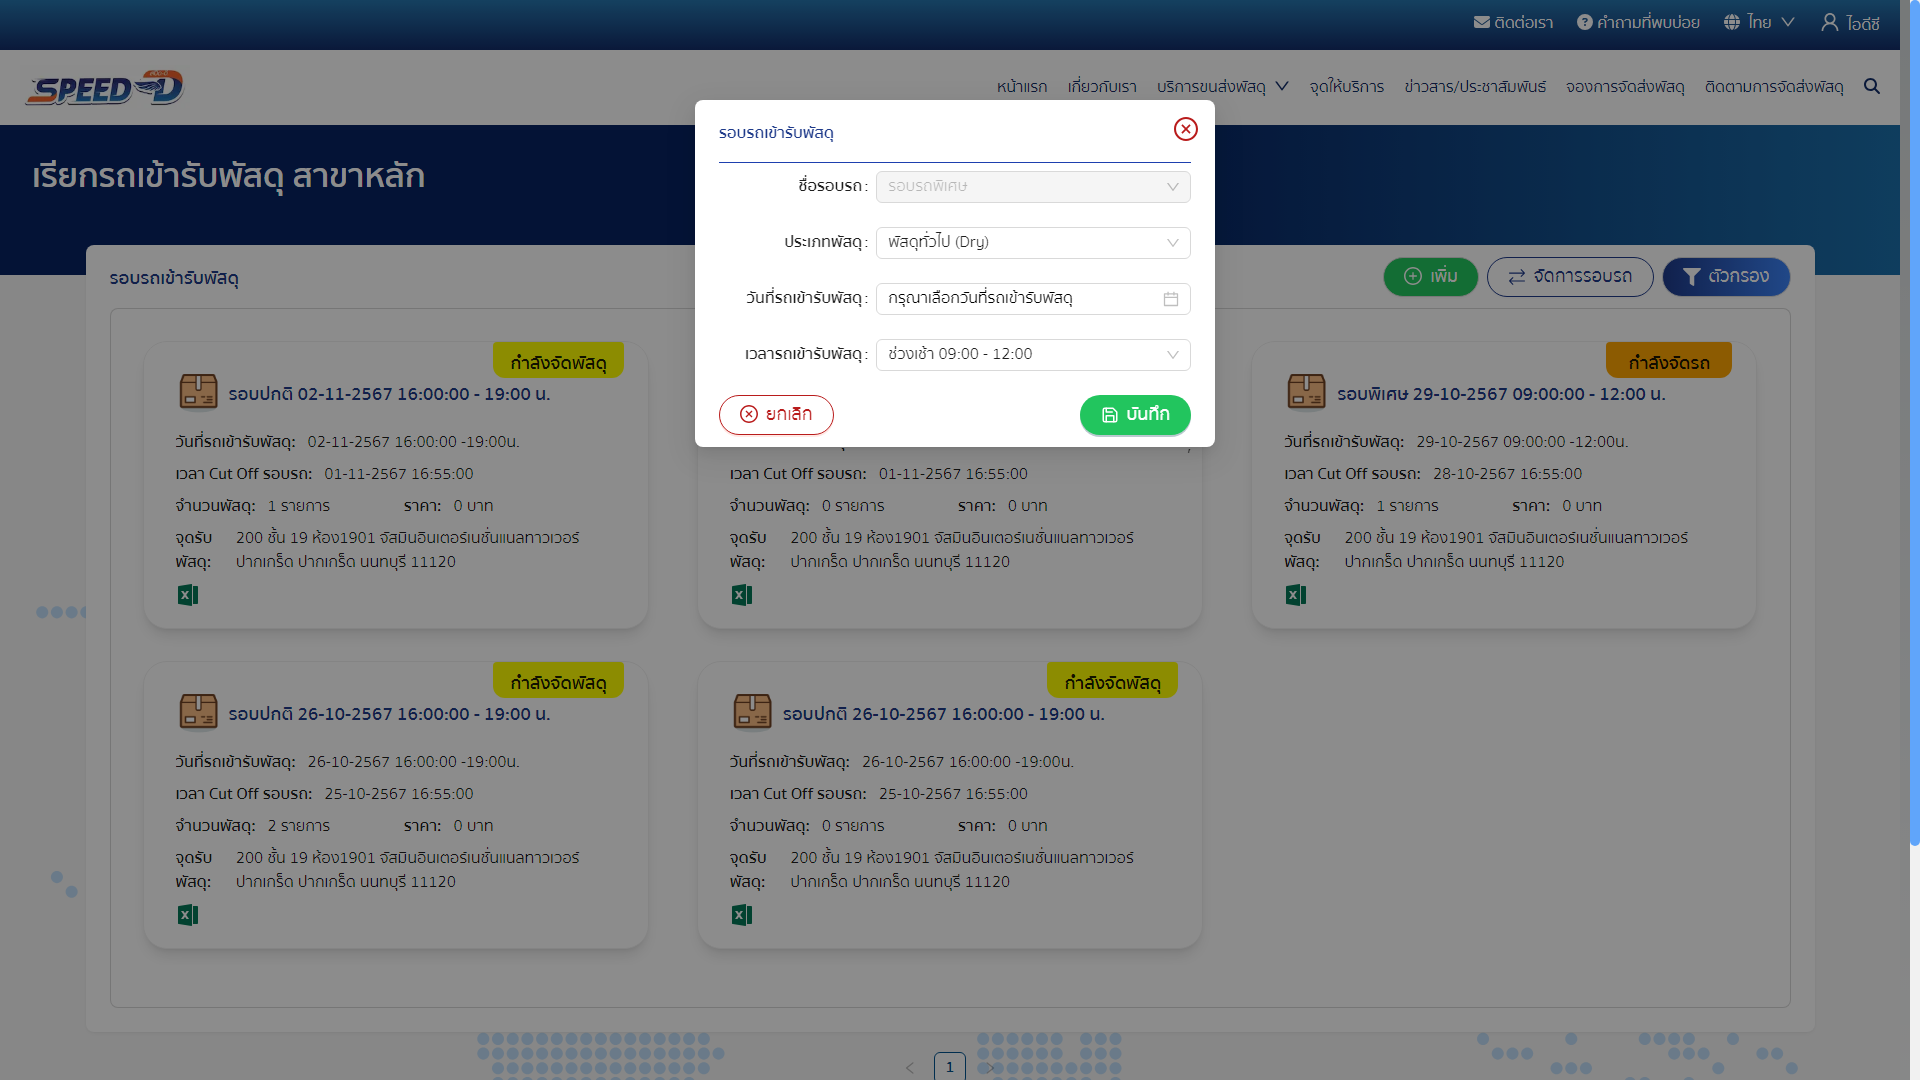 ติดต่อเรา คำถามที่พบบ่อย ไทย ไอดีซี
SPEED-D
หน้าแรก เกี่ยวกับเรา บริการขนส่งพัสดุ จุดให้บริการ ข่าวสาร/ประชาสัมพันธ์ จองการจัดส่งพัสดุ ติดตามการจัดส่งพัสดุ
เรียกรถเข้ารับพัสดุ สาขาหลัก
รอบรถเข้ารับพัสดุ
ชื่อรอบรถ : รอบรถพิเศษ
ประเภทพัสดุ : พัสดุทั่วไป (Dry)
วันที่รถเข้ารับพัสดุ : กรุณาเลือกวันที่รถเข้ารับพัสดุ
เวลารถเข้ารับพัสดุ : ช่วงเช้า 09:00 - 12:00
ยกเลิก บันทึก
รอบรถเข้ารับพัสดุ
เพิ่ม จัดการรอบรถ ตัวกรอง
กำลังจัดพัสดุ
รอบปกติ 02-11-2567 16:00:00 - 19:00 น.
วันที่รถเข้ารับพัสดุ: 02-11-2567 16:00:00 -19:00น.
เวลา Cut Off รอบรถ: 01-11-2567 16:55:00
จำนวนพัสดุ: 1 รายการ ราคา: 0 บาท
จุดรับ 200 ชั้น 19 ห้อง1901 จัสมินอินเตอร์เนชั่นแนลทาวเวอร์
พัสดุ: ปากเกร็ด ปากเกร็ด นนทบุรี 11120
เวลา Cut Off รอบรถ: 01-11-2567 16:55:00
จำนวนพัสดุ: 0 รายการ ราคา: 0 บาท
จุดรับ 200 ชั้น 19 ห้อง1901 จัสมินอินเตอร์เนชั่นแนลทาวเวอร์
พัสดุ: ปากเกร็ด ปากเกร็ด นนทบุรี 11120
กำลังจัดรถ
รอบพิเศษ 29-10-2567 09:00:00 - 12:00 น.
วันที่รถเข้ารับพัสดุ: 29-10-2567 09:00:00 -12:00น.
เวลา Cut Off รอบรถ: 28-10-2567 16:55:00
จำนวนพัสดุ: 1 รายการ ราคา: 0 บาท
จุดรับ 200 ชั้น 19 ห้อง1901 จัสมินอินเตอร์เนชั่นแนลทาวเวอร์
พัสดุ: ปากเกร็ด ปากเกร็ด นนทบุรี 11120
กำลังจัดพัสดุ
รอบปกติ 26-10-2567 16:00:00 - 19:00 น.
วันที่รถเข้ารับพัสดุ: 26-10-2567 16:00:00 -19:00น.
เวลา Cut Off รอบรถ: 25-10-2567 16:55:00
จำนวนพัสดุ: 2 รายการ ราคา: 0 บาท
จุดรับ 200 ชั้น 19 ห้อง1901 จัสมินอินเตอร์เนชั่นแนลทาวเวอร์
พัสดุ: ปากเกร็ด ปากเกร็ด นนทบุรี 11120
กำลังจัดพัสดุ
รอบปกติ 26-10-2567 16:00:00 - 19:00 น.
วันที่รถเข้ารับพัสดุ: 26-10-2567 16:00:00 -19:00น.
เวลา Cut Off รอบรถ: 25-10-2567 16:55:00
จำนวนพัสดุ: 0 รายการ ราคา: 0 บาท
จุดรับ 200 ชั้น 19 ห้อง1901 จัสมินอินเตอร์เนชั่นแนลทาวเวอร์
พัสดุ: ปากเกร็ด ปากเกร็ด นนทบุรี 11120
1